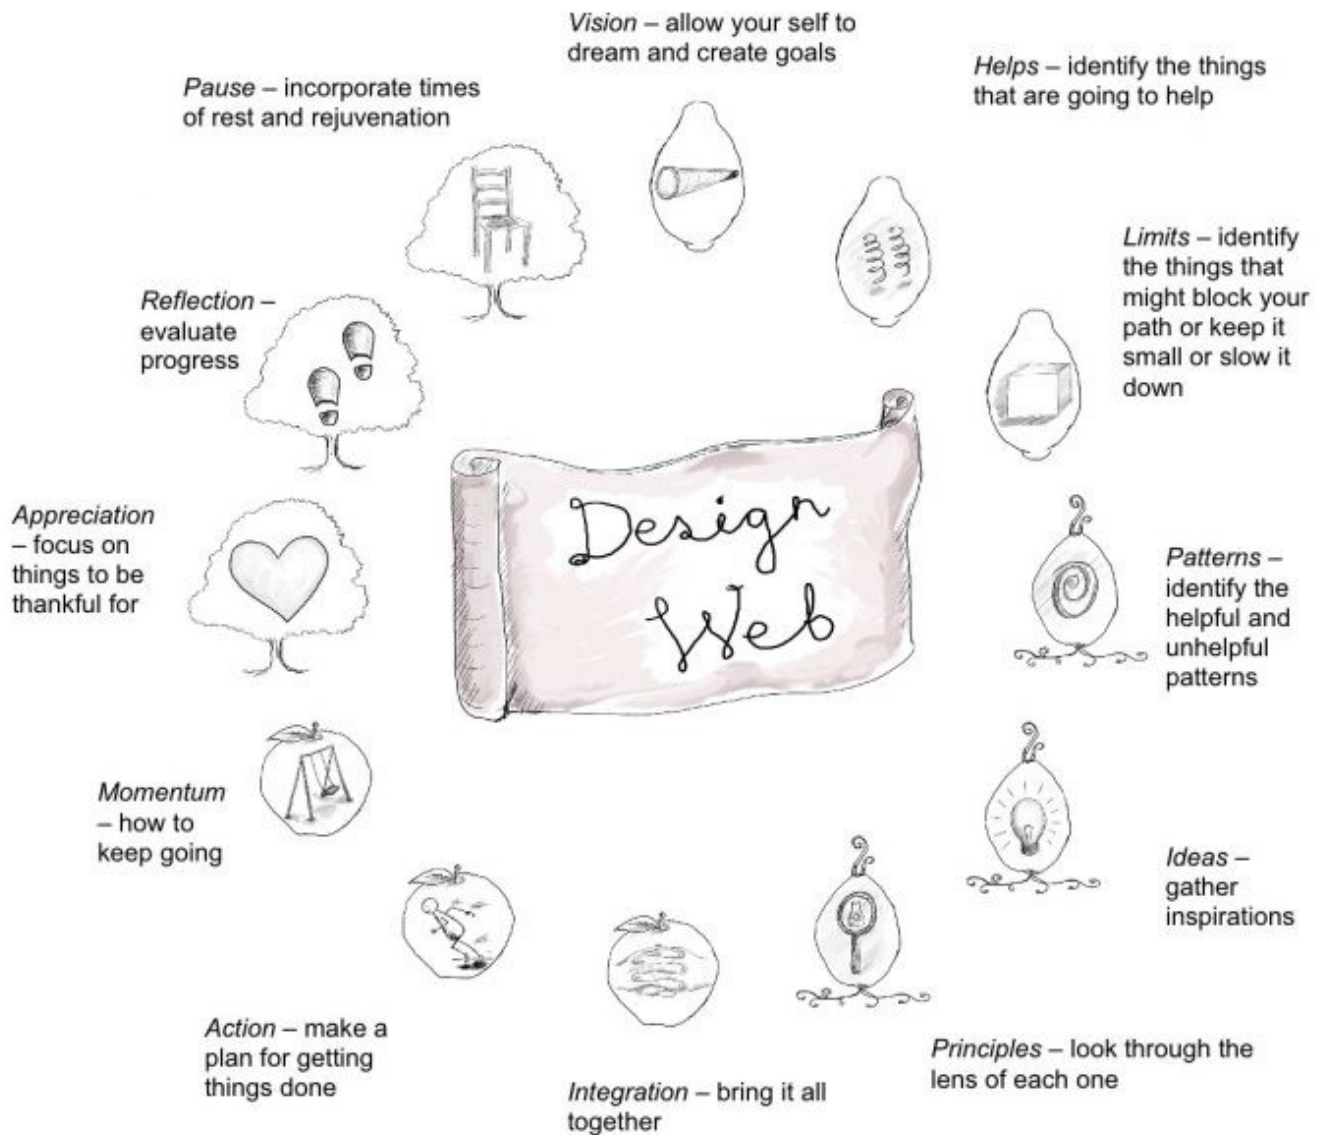 Vision – allow your self to
dream and create goals
Helps – identify the things
that are going to help
Limits – identify
the things that
might block your
path or keep it
small or slow it
down
Patterns –
identify the
helpful and
unhelpful
patterns
Ideas –
gather
inspirations
Principles – look through the
lens of each one
Integration – bring it all
together
Action – make a
plan for getting
things done
Momentum
– how to
keep going
Appreciation
– focus on
things to be
thankful for
Reflection –
evaluate
progress
Pause – incorporate times
of rest and rejuvenation
Design
Web